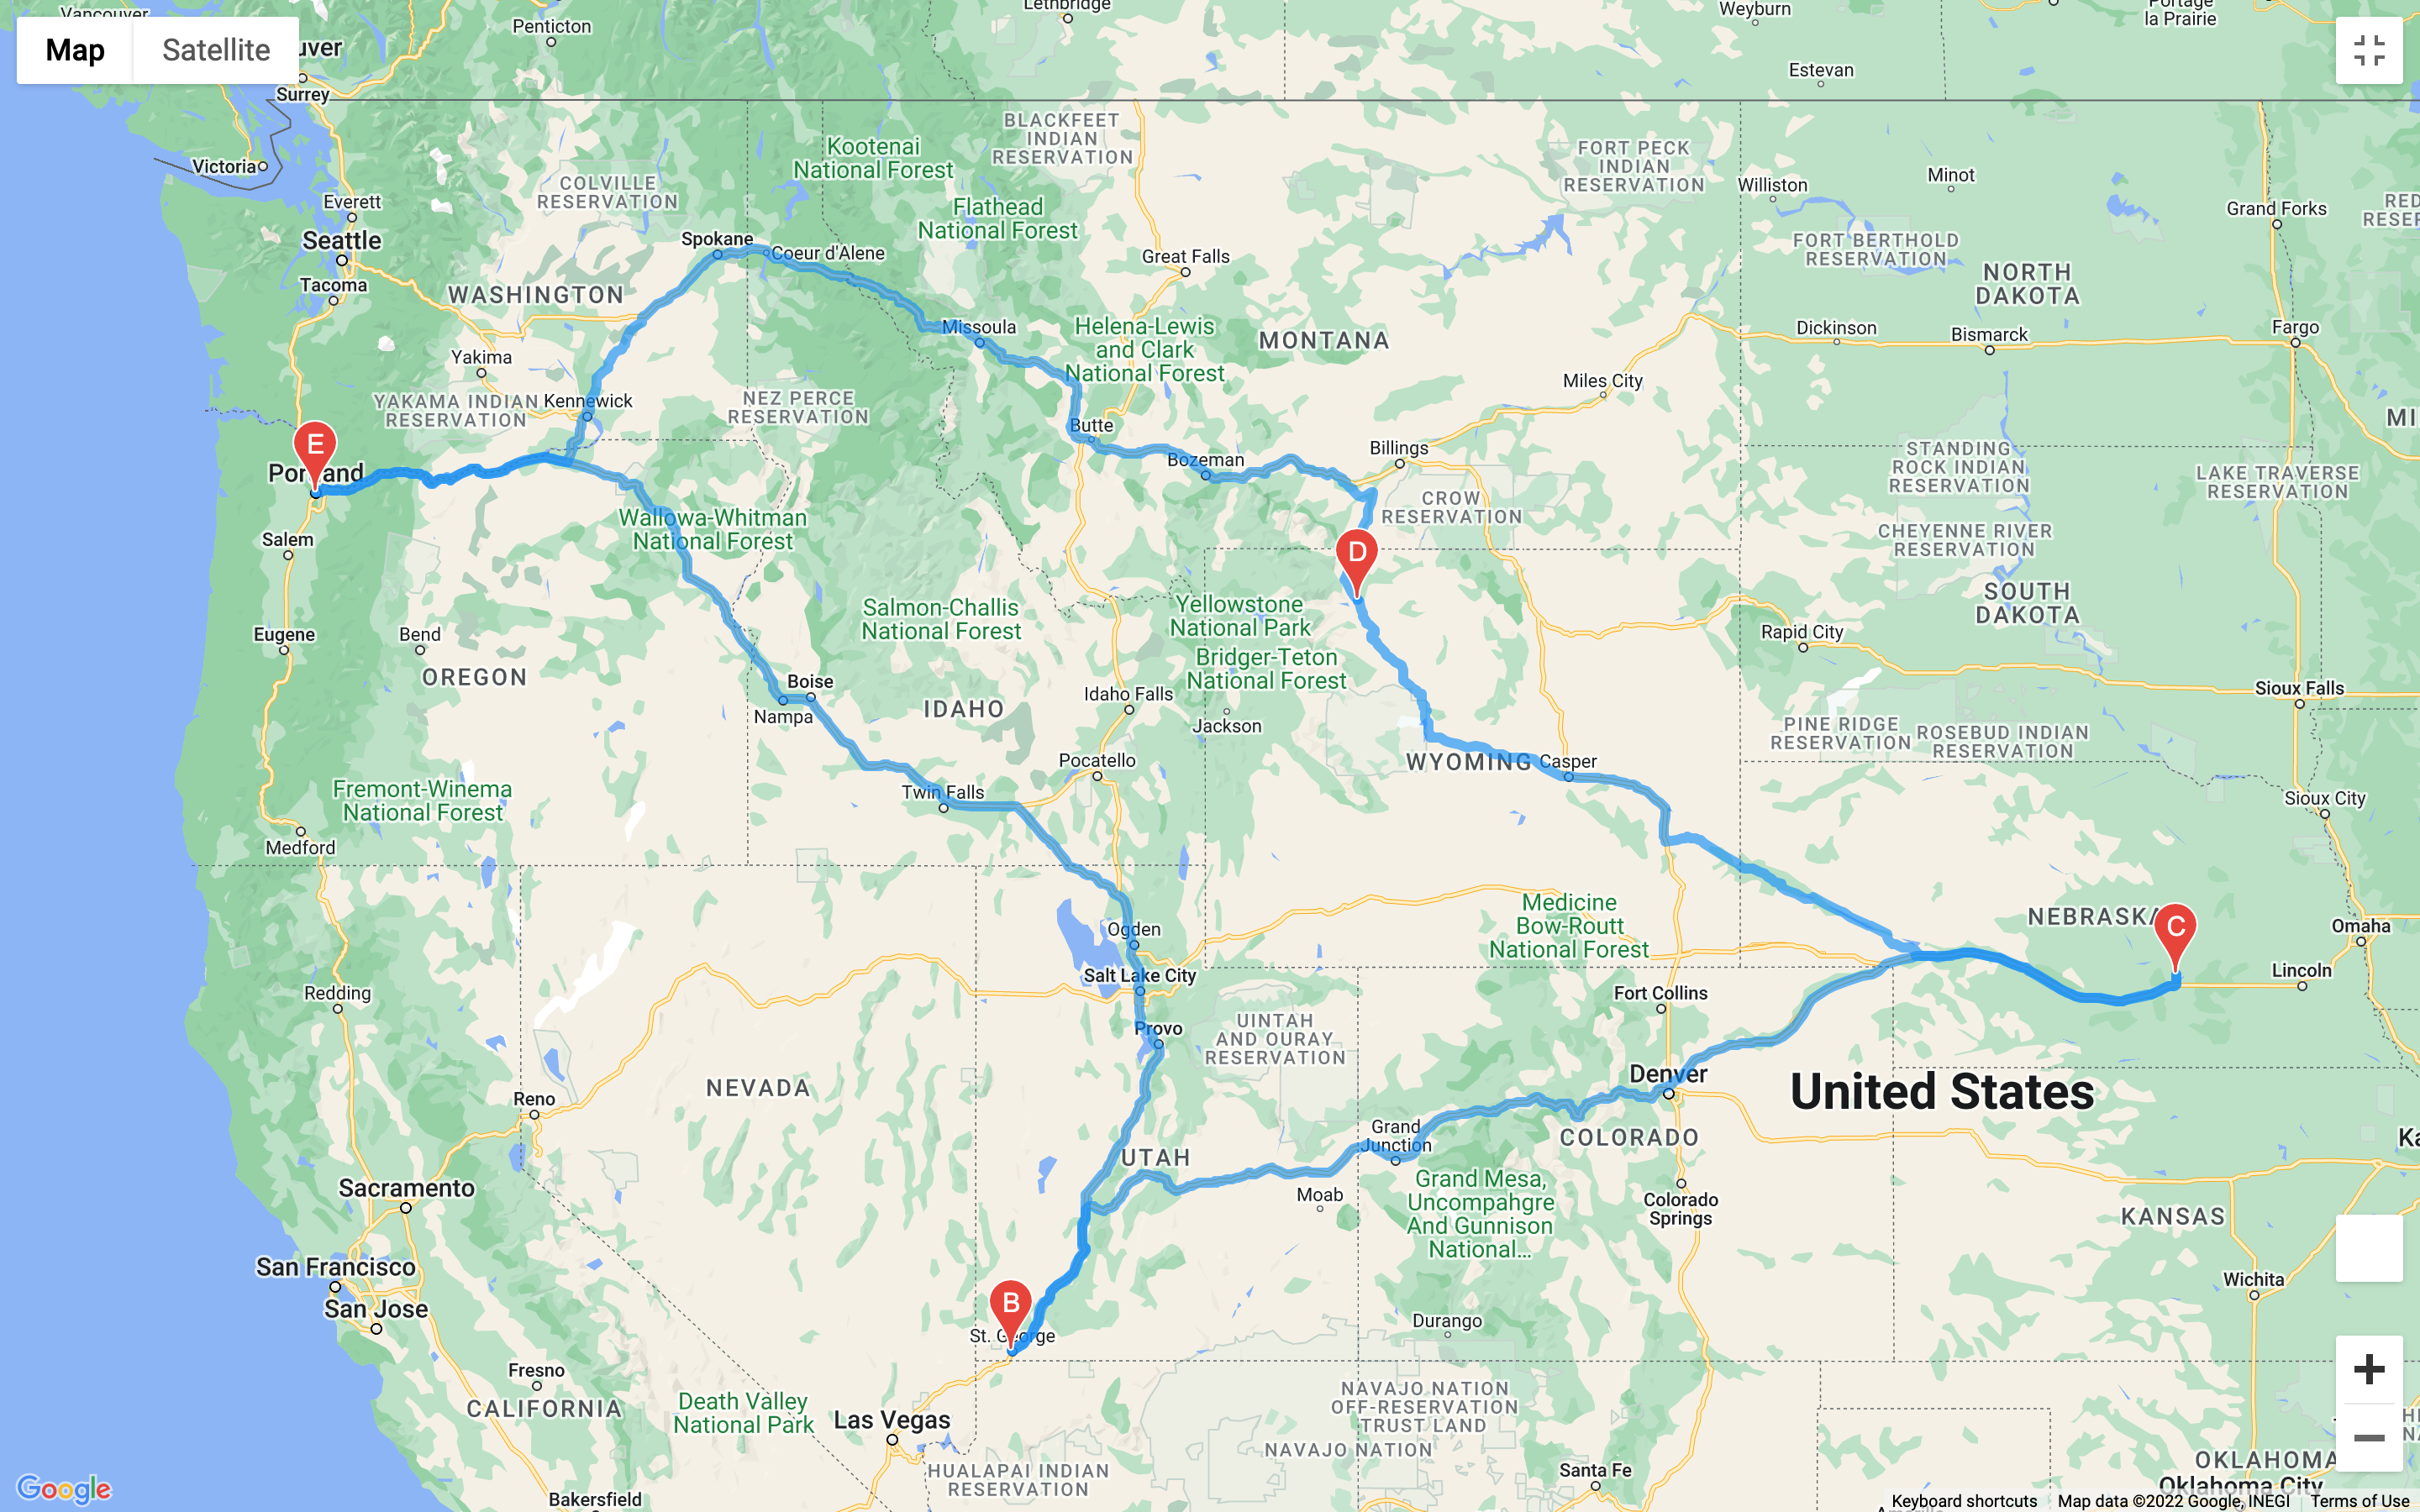 Vancouver
Map
Satellite
uver
Surrey
Penticton
Lethbridge
Weyburn
Portage
la Prairie
Estevan
Victoria
COLVILLE
RESERVATION
Kootenai
National Forest
BLACKFEET
INDIAN
RESERVATION
FORT PECK
INDIAN
RESERVATION
Williston
Minot
Everett
Seattle
Tacoma
Spokane
Coeur d'Alene
Flathead
National Forest
Great Falls
FORT BERTHOLD
RESERVATION
NORTH
DAKOTA
Grand Forks
RED
RESER
WASHINGTON
Missoula
Helena-Lewis
and Clark
National Forest
MONTANA
Dickinson
Bismarck
Fargo
Yakima
YAKAMA INDIAN
RESERVATION
Kennewick
NEZ PERCE
RESERVATION
Miles City
Butte
MI
E
Portland
Bozeman
Billings
CROW
RESERVATION
STANDING
ROCK INDIAN
RESERVATION
LAKE TRAVERSE
RESERVATION
Salem
Wallowa-Whitman
National Forest
D
CHEYENNE RIVER
RESERVATION
SOUTH
DAKOTA
Eugene
Bend
OREGON
Salmon-Challis
National Forest
Yellowstone
National Park
Bridger-Teton
National Forest
Rapid City
Boise
Nampa
IDAHO
Idaho Falls
Jackson
Sioux Falls
PINE RIDGE
RESERVATION
ROSEBUD INDIAN
RESERVATION
Fremont-Winema
National Forest
Twin Falls
Pocatello
WYOMING
Casper
Sioux City
Medford
Medicine
Bow-Routt
National Forest
NEBRASKA
C
Omaha
Lincoln
Redding
Ogden
Salt Lake City
Provo
UINTAH
AND OURAY
RESERVATION
Fort Collins
Denver
United States
Reno
NEVADA
UTAH
Grand
Junction
COLORADO
Ka
Sacramento
Moab
Grand Mesa,
Uncompahgre
And Gunnison
National...
Colorado
Springs
KANSAS
San Francisco
San Jose
B
St. George
Durango
Wichita
Fresno
CALIFORNIA
Death Valley
National Park
Las Vegas
NAVAJO NATION
OFF-RESERVATION
TRUST LAND
NAVAJO NATION
HUALAPAI INDIAN
RESERVATION
Santa Fe
OKLAHOMA
Oklahoma City
Bakersfield
Google
Keyboard shortcuts
Map data ©2022 Google, INEGI
Terms of Use